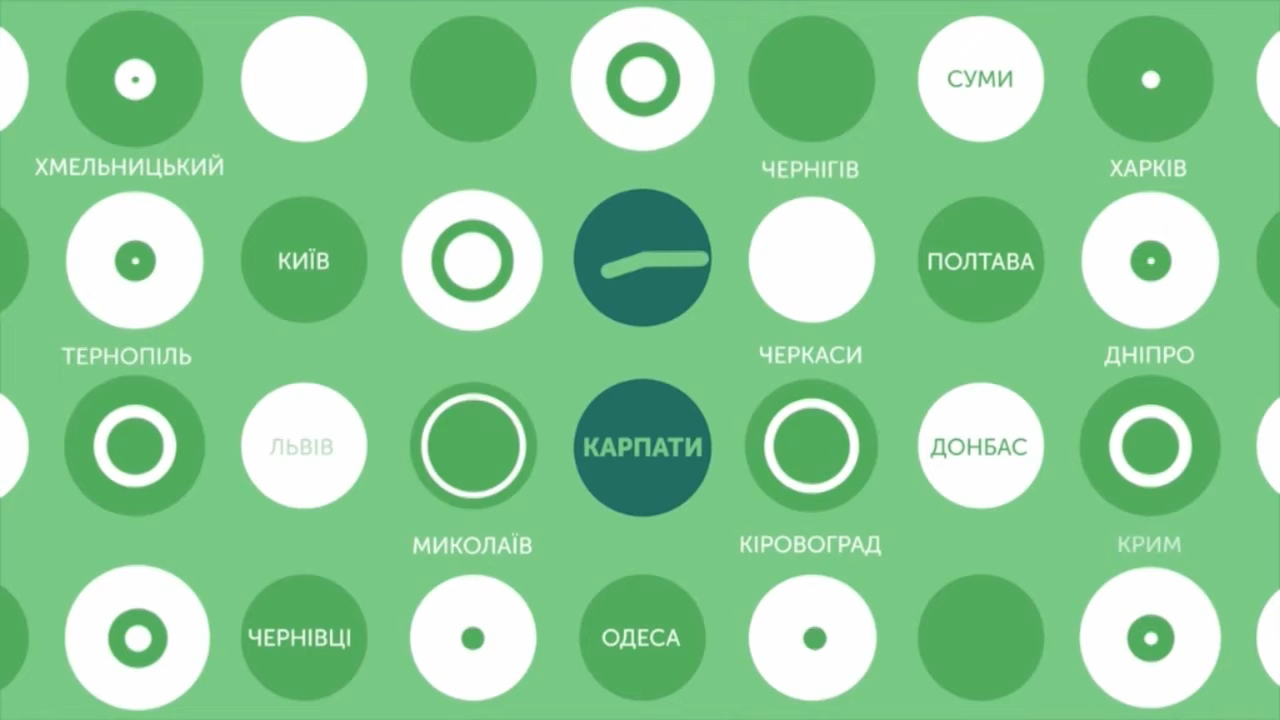 СУМИ
ХМЕЛЬНИЦЬКИЙ
ЧЕРНІГІВ
ХАРКІВ
КИЇВ
ПОЛТАВА
ТЕРНОПІЛЬ
ЧЕРКАСИ
ДНІПРО
ЛЬВІВ
КАРПАТИ
ДОНБАС
МИКОЛАЇВ
КІРОВОГРАД
КРИМ
ЧЕРНІВЦІ
ОДЕСА